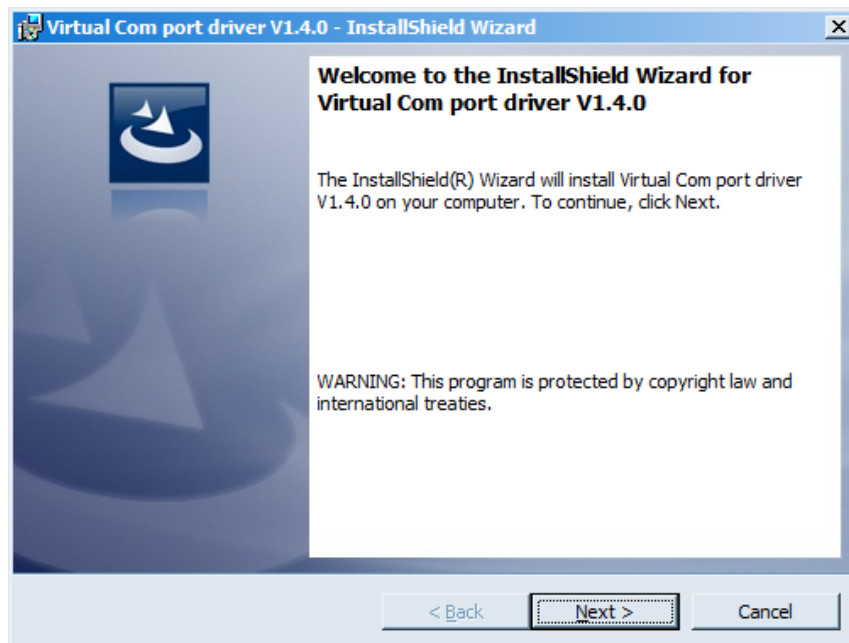 Virtual Com port driver V1.4.0 - InstallShield Wizard
Welcome to the InstallShield Wizard for
Virtual Com port driver V1.4.0
The InstallShield(R) Wizard will install Virtual Com port driver
V1.4.0 on your computer. To continue, click Next.
WARNING: This program is protected by copyright law and
international treaties.
< Back
Next >
Cancel